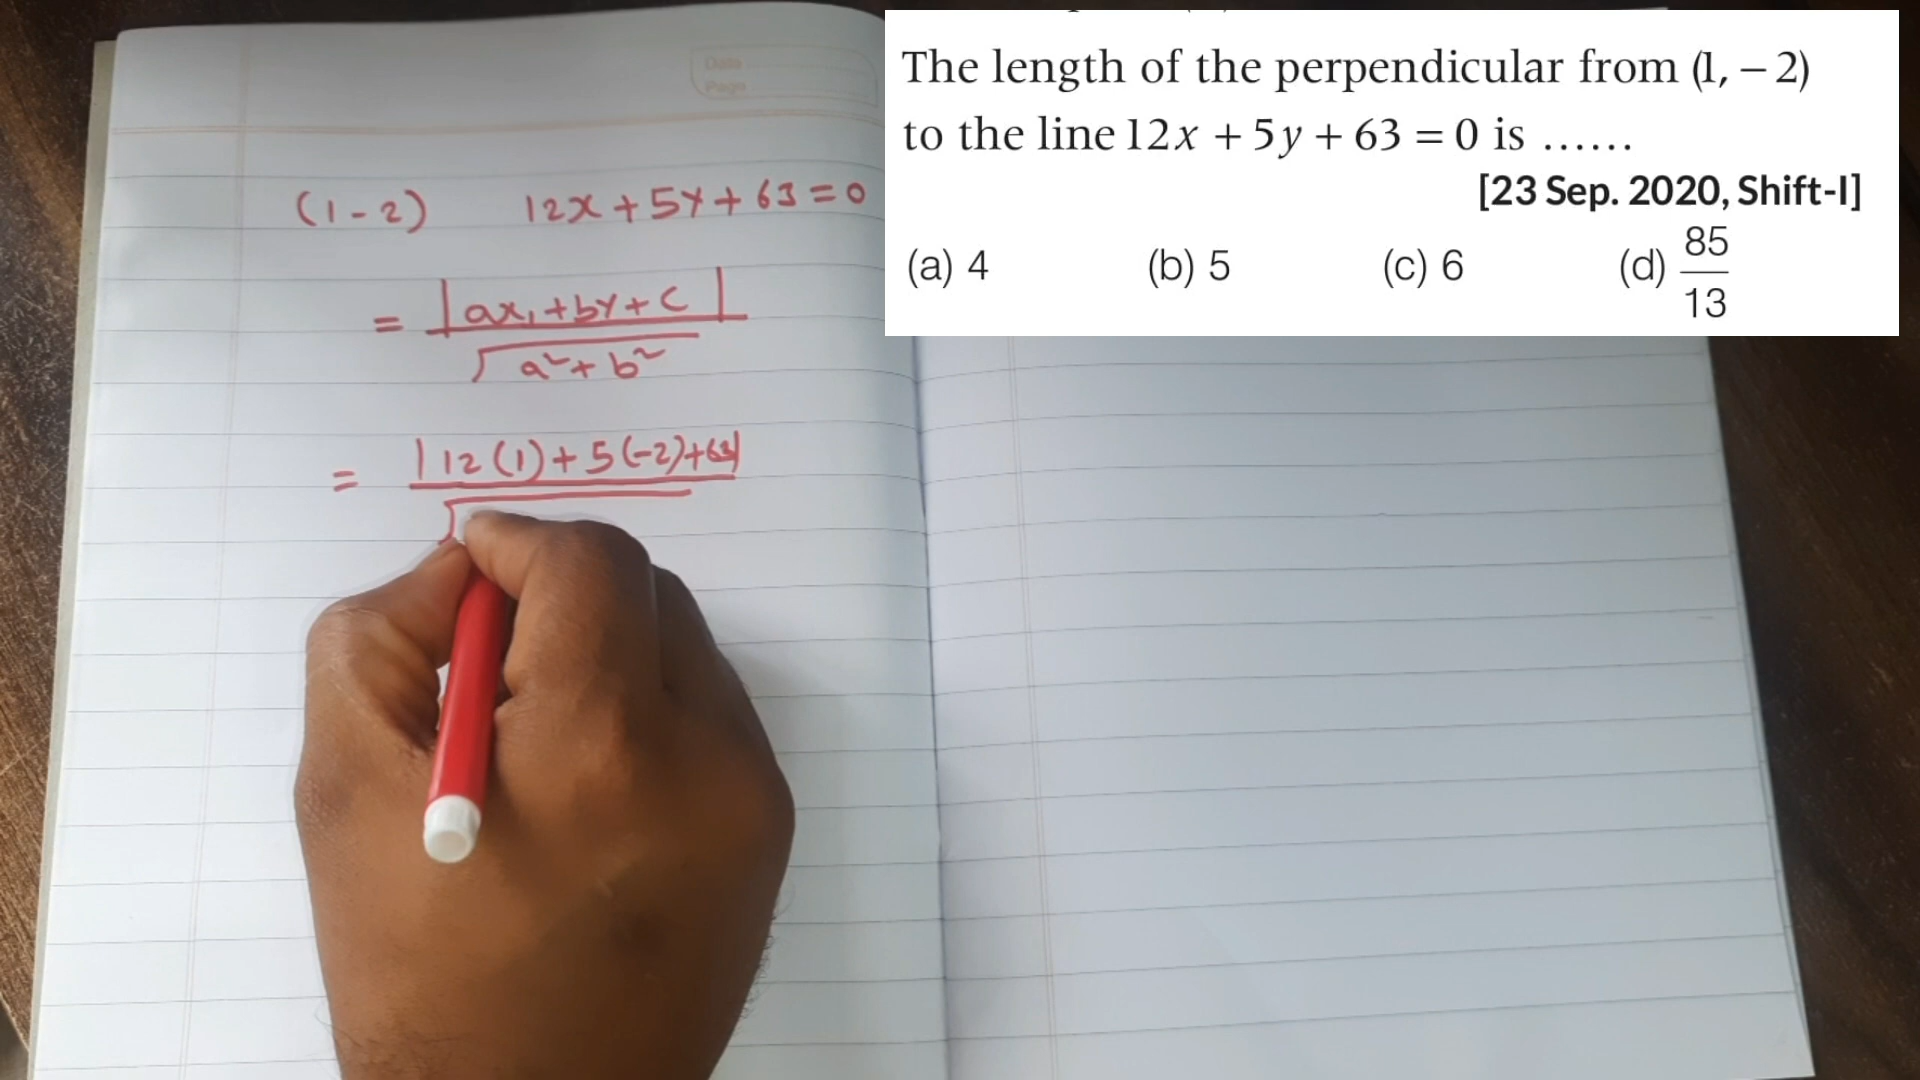 Date
Page
The length of the perpendicular from (1, – 2)
to the line 12x + 5y + 63 = 0 is ......
[23 Sep. 2020, Shift-I]
(a) 4 (b) 5 (c) 6 (d) 85/13
(1-2) 12x+5y+63=0
= |ax₁+by+c| / √a²+b²
= |12(1)+5(-2)+63| / √